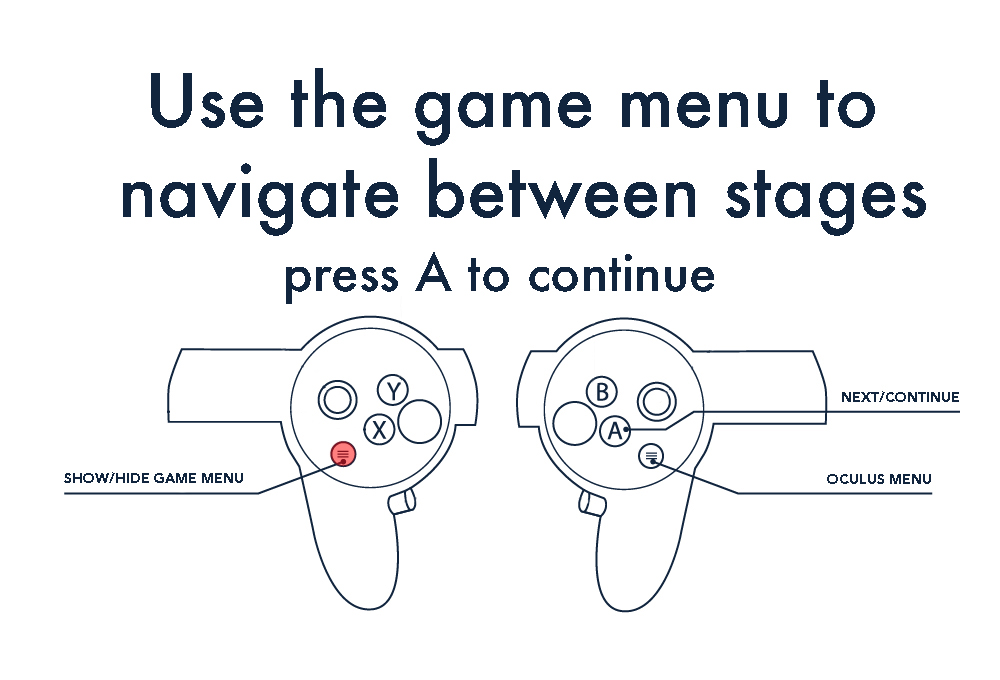 Use the game menu to
navigate between stages
press A to continue
Y
X
B
A
NEXT/CONTINUE
SHOW/HIDE GAME MENU
OCULUS MENU